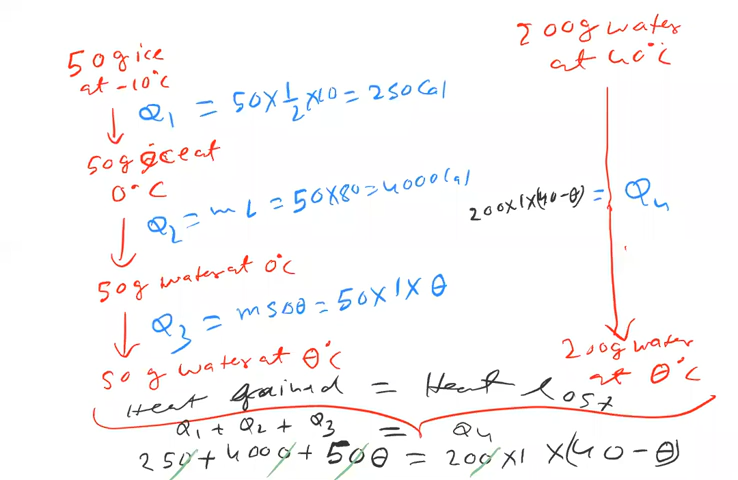 50g ice
at -10°C
Q₁ = 50 × 1/2 × 10 = 250 Cal
50g ice at
0°C
Q₂ = m L = 50×80 = 4000 Cal
50g water at 0°C
Q₃ = msΔθ = 50 × 1 × θ
50 g water at θ°C
200g water
at 40°C
200×1×(40-θ) = Q₄
200g water
at θ°C
Heat gained = Heat lost
Q₁ + Q₂ + Q₃ = Q₄
250 + 4000 + 50θ = 200×1 ×(40-θ)